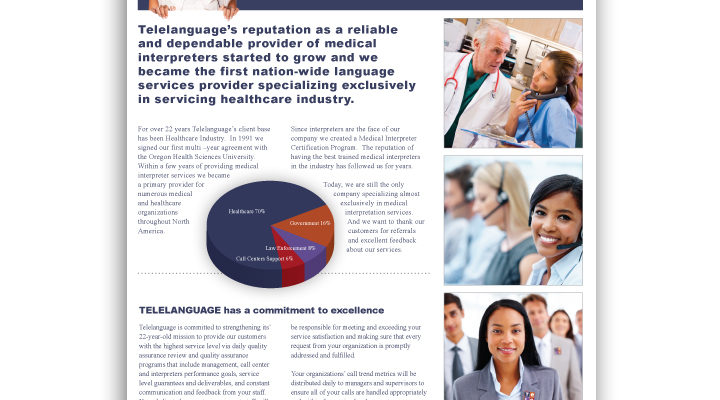 Telelanguage's reputation as a reliable
and dependable provider of medical
interpreters started to grow and we
became the first nation-wide language
services provider specializing exclusively
in servicing healthcare industry.
For over 22 years Telelanguage's client base
has been Healthcare Industry. In 1991 we
signed our first multi –year agreement with
the Oregon Health Sciences University.
Within a few years of providing medical
interpreter services we became
a primary provider for
numerous medical
and healthcare
organizations
throughout North
America.
Since interpreters are the face of our
company we created a Medical Interpreter
Certification Program. The reputation of
having the best trained medical interpreters
in the industry has followed us for years.
Today, we are still the only
company specializing almost
exclusively in medical
interpretation services.
And we want to thank our
customers for referrals
and excellent feedback
about our services.
Healthcare 70%
Government 16%
Law Enforcement 8%
Call Centers Support 6%
TELELANGUAGE has a commitment to excellence
Telelanguage is committed to strengthening its'
22-year-old mission to provide our customers
with the highest service level via daily quality
assurance review and quality assurance
programs that include management, call center
and interpreters performance goals, service
level guarantees and deliverables, and constant
communication and feedback from your staff.
be responsible for meeting and exceeding your
service satisfiction and making sure that every
request from your organization is promptly
addressed and fulfilled.
Your organizations' call trend metrics will be
distributed daily to managers and supervisors to
ensure all of your calls are handled appropriately